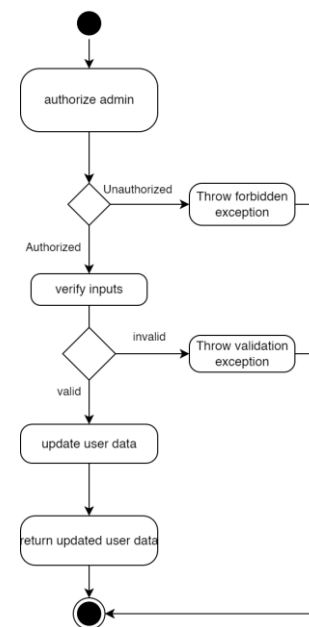 authorize admin
Unauthorized
Throw forbidden
exception
Authorized
verify inputs
invalid
Throw validation
exception
valid
update user data
return updated user data